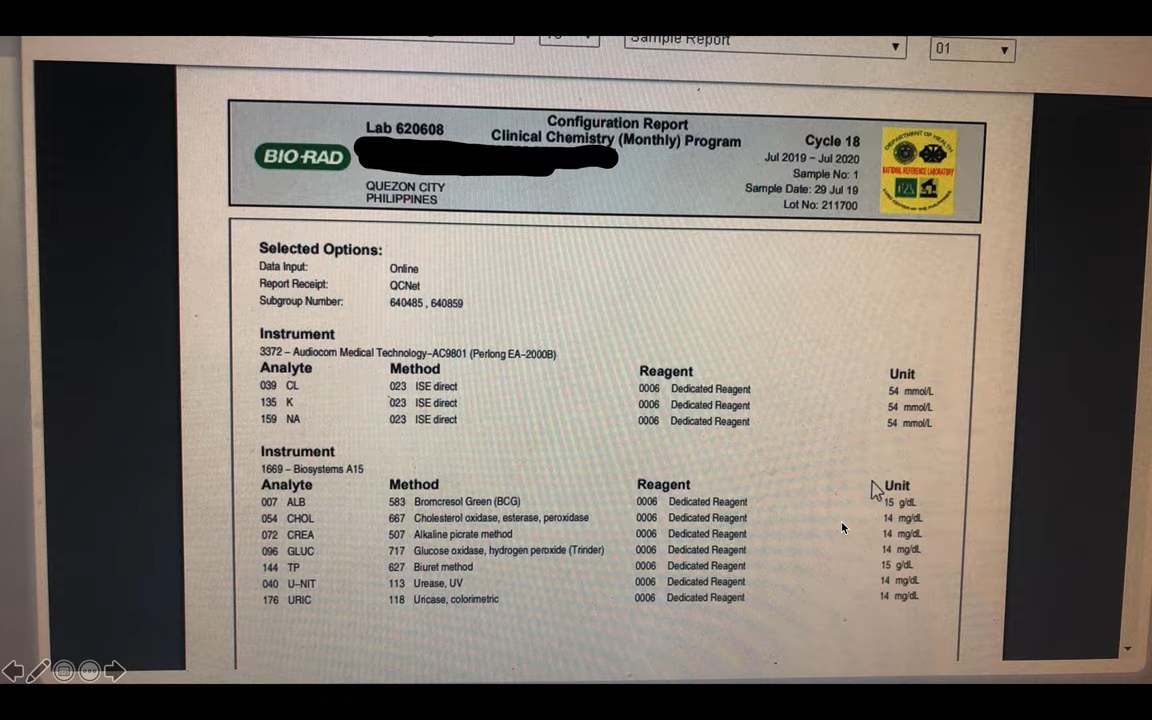 Sample Report
01
BIO-RAD
Lab 620608
QUEZON CITY
PHILIPPINES
Configuration Report
Clinical Chemistry (Monthly) Program
Cycle 18
Jul 2019 – Jul 2020
Sample No: 1
Sample Date: 29 Jul 19
Lot No: 211700
DEPARTMENT OF HEALTH
NATIONAL REFERENCE LABORATORY
Selected Options:
Data Input: Online
Report Receipt: QCNet
Subgroup Number: 640485 , 640859
Instrument
3372 – Audiocom Medical Technology–AC9801 (Perlong EA–2000B)
Analyte Method Reagent Unit
039 CL 023 ISE direct 0006 Dedicated Reagent 54 mmol/L
135 K 023 ISE direct 0006 Dedicated Reagent 54 mmol/L
159 NA 023 ISE direct 0006 Dedicated Reagent 54 mmol/L
Instrument
1669 – Biosystems A15
Analyte Method Reagent Unit
007 ALB 583 Bromcresol Green (BCG) 0006 Dedicated Reagent 15 g/dL
054 CHOL 667 Cholesterol oxidase, esterase, peroxidase 0006 Dedicated Reagent 14 mg/dL
072 CREA 507 Alkaline picrate method 0006 Dedicated Reagent 14 mg/dL
096 GLUC 717 Glucose oxidase, hydrogen peroxide (Trinder) 0006 Dedicated Reagent 14 mg/dL
144 TP 627 Biuret method 0006 Dedicated Reagent 15 g/dL
040 U–NIT 113 Urease, UV 0006 Dedicated Reagent 14 mg/dL
176 URIC 118 Uricase, colorimetric 0006 Dedicated Reagent 14 mg/dL